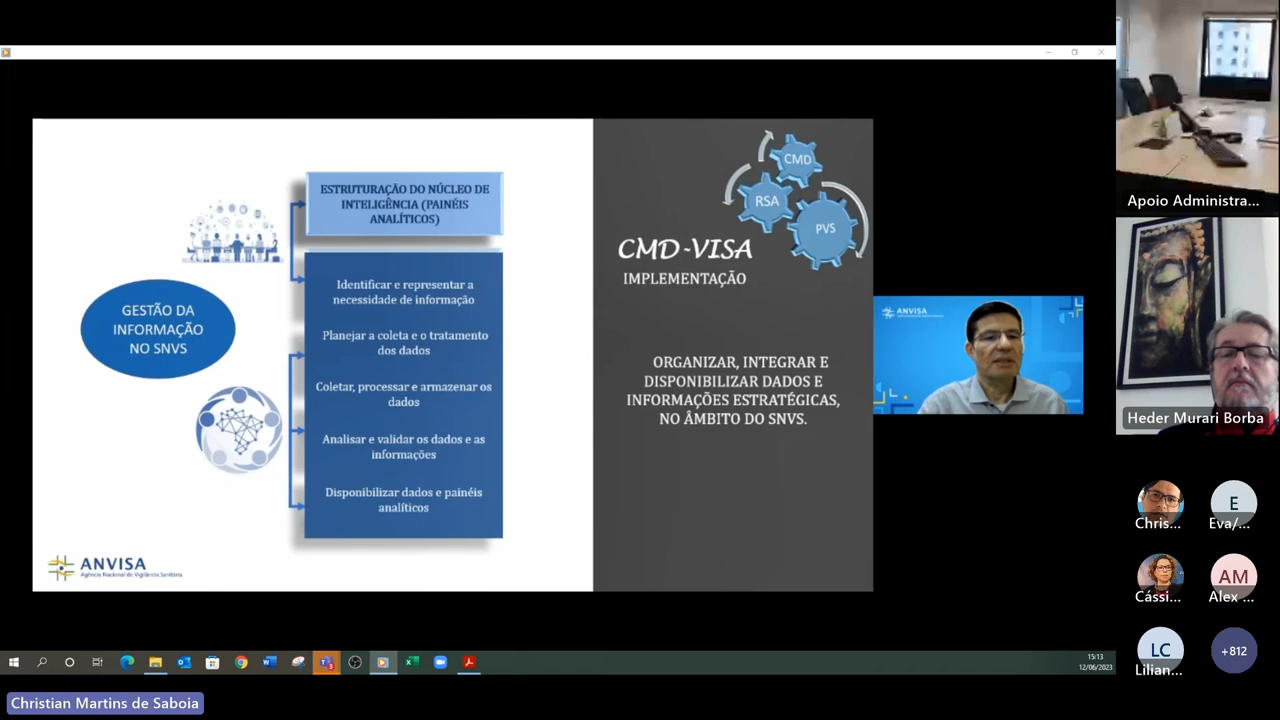 ESTRUTURAÇÃO DO NÚCLEO DE
INTELIGÊNCIA (PAINÉIS
ANALÍTICOS)
Identificar e representar a
necessidade de informação
Planejar a coleta e o tratamento
dos dados
Coletar, processar e armazenar os
dados
Analisar e validar os dados e as
informações
Disponibilizar dados e painéis
analíticos
GESTÃO DA
INFORMAÇÃO
NO SNVS
ANVISA
Agência Nacional de Vigilância Sanitária
CMD
RSA
PVS
CMD-VISA
IMPLEMENTAÇÃO
ORGANIZAR, INTEGRAR E
DISPONIBILIZAR DADOS E
INFORMAÇÕES ESTRATÉGICAS,
NO ÂMBITO DO SNVS.
ANVISA
Apoio Administra...
Heder Murari Borba
Chris...
E
Eva/...
Cássi...
AM
Alex ...
LC
Lilian...
+812
15:13
12/06/2023
Christian Martins de Saboia